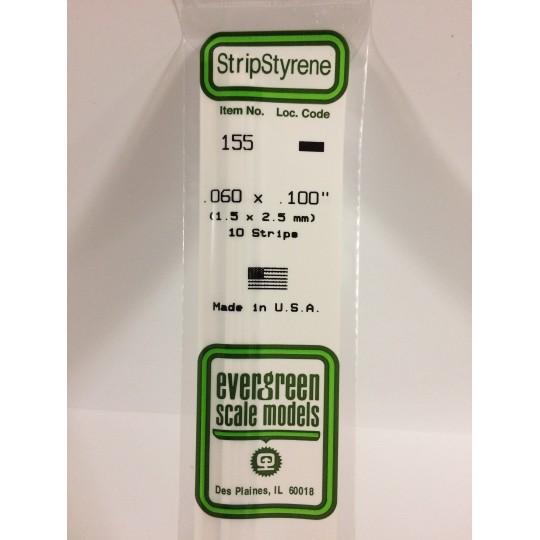 StripStyrene
Item No. Loc. Code
155
.060 x .100"
(1.5 x 2.5 mm)
10 Strips
Made in U.S.A.
evergreen
scale models
Des Plaines, IL 60018